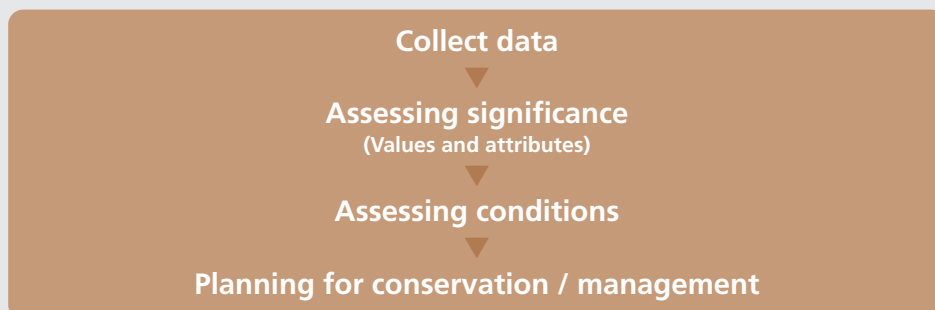 Collect data
Assessing significance
(Values and attributes)
Assessing conditions
Planning for conservation / management